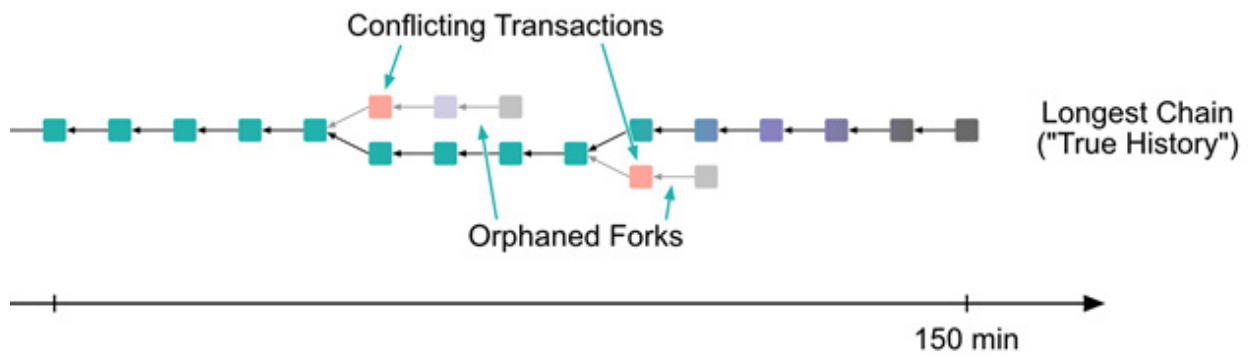 Conflicting Transactions
Longest Chain
("True History")
Orphaned Forks
150 min